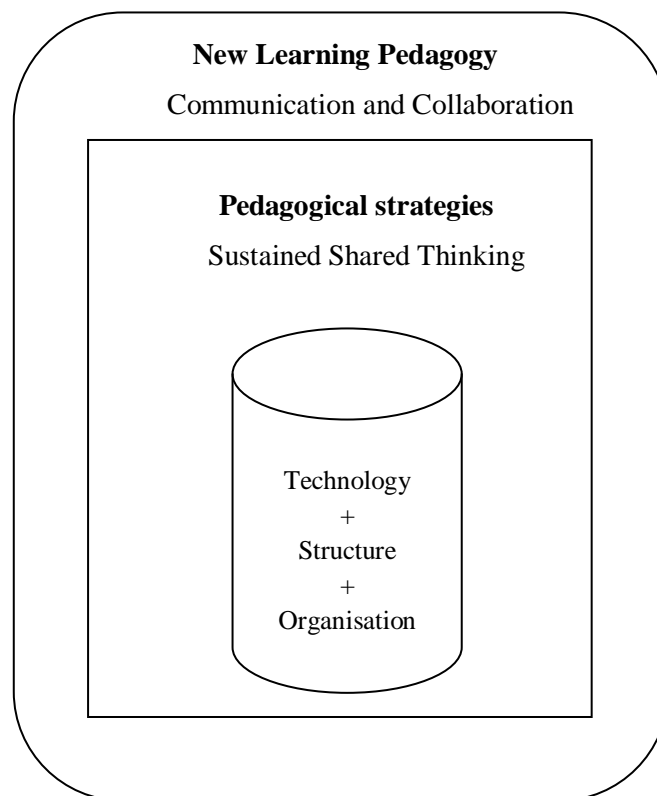 New Learning Pedagogy
Communication and Collaboration
Pedagogical strategies
Sustained Shared Thinking
Technology
+
Structure
+
Organisation